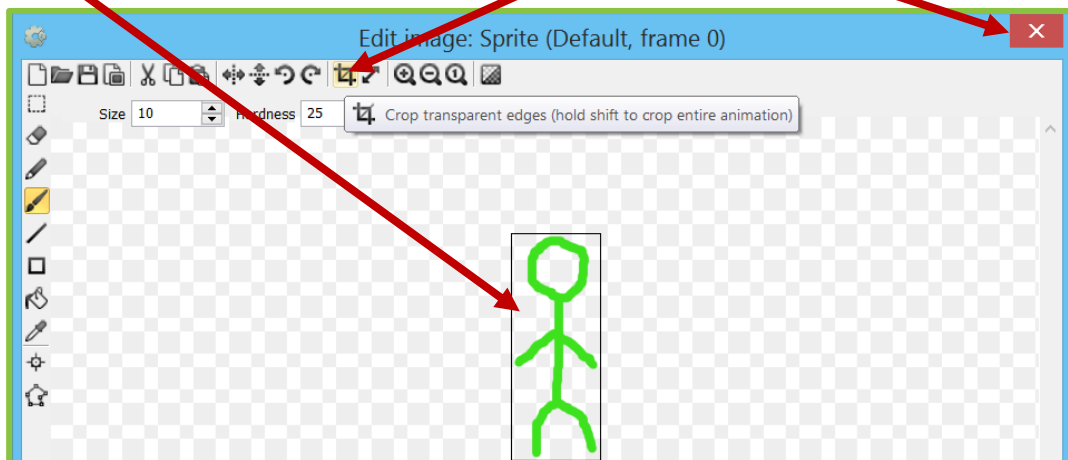 Edit image: Sprite (Default, frame 0)
Size 10 Hardness 25
Crop transparent edges (hold shift to crop entire animation)